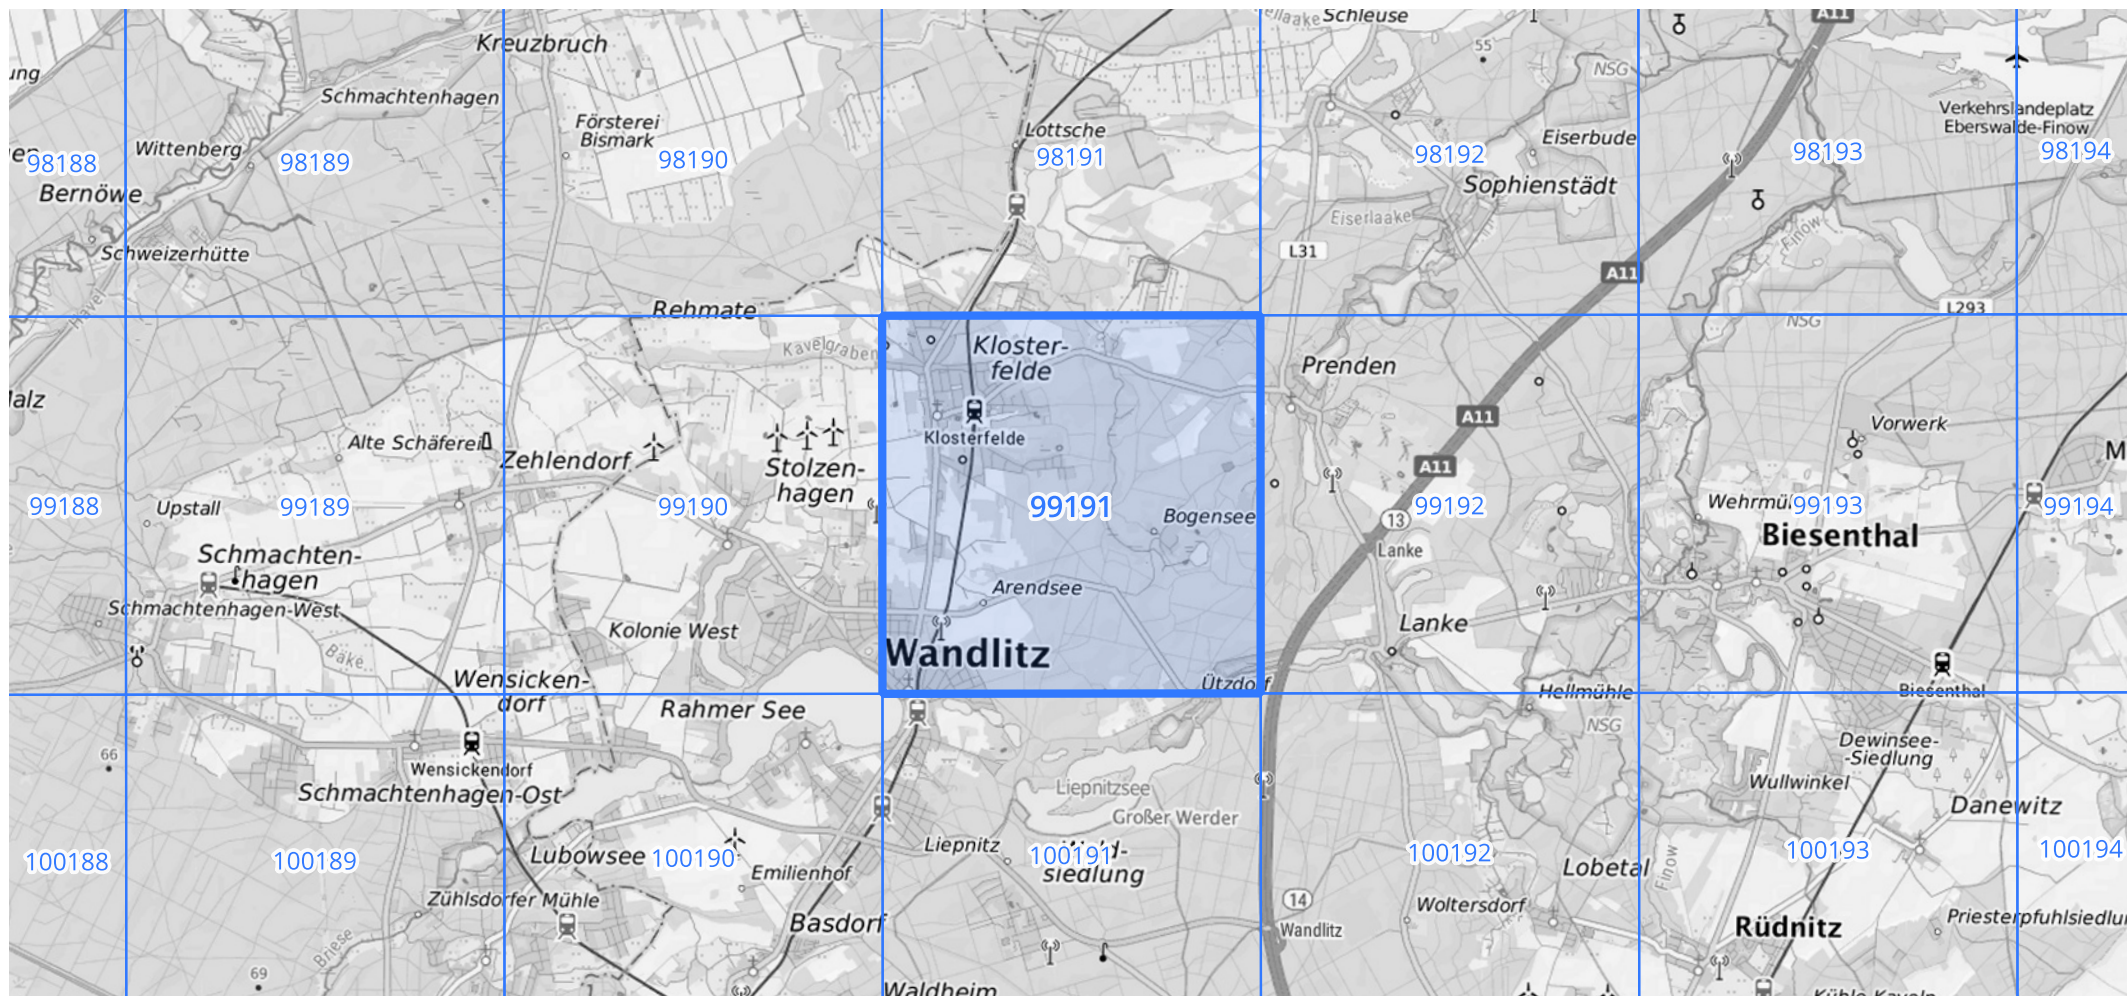 Schleuse
A11
Kreuzbruch
55
ung
NSG
Schmachtenhagen
Försterei
Bismark
Verkehrslandeplatz
Eberswalde-Finow
Lottsche
Eiserbude
Wittenberg
98188
98189
98190
98191
98192
98193
98194
Bernöwe
Sophienstädt
Eiserlaake
Finow
Schweizerhütte
L31
A11
Havel
Rehmate
L293
NSG
Kavelgraben
Kloster-
felde
Prenden
Alte Schäferei
A11
Vorwerk
Klosterfelde
Zehlendorf
Stolzen-
hagen
A11
99188
Upstall
99189
99190
99191
Bogensee
99192
13
99193
99194
Biesenthal
Lanke
Schmachten-
hagen
Arendsee
Schmachtenhagen-West
Lanke
Kolonie West
Bäke
Wandlitz
Wensicken-
dorf
Ützdorf
Hellmühle
Biesenthal
Rahmer See
NSG
66
Dewinsee-
-Siedlung
Wensickendorf
Schmachtenhagen-Ost
Liepnitzsee
Wullwinkel
Großer Werder
Danewitz
Liepnitz
100188
100189
Lubowsee
100190
100191
siedlung
100192
100193
100194
Emilienhof
Lobetal
Finow
Zühlsdorfer Mühle
14
Woltersdorf
Basdorf
Wandlitz
Rüdnitz
Briese
69
Waldheim